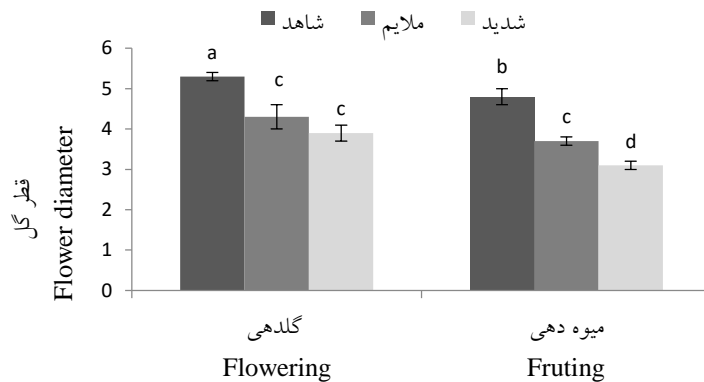 شاهد ملایم شدید
6
5
4
3
2
1
0
قطر گل
Flower diameter
a
c
c
b
c
d
گلدهی
Flowering
میوه دهی
Fruting